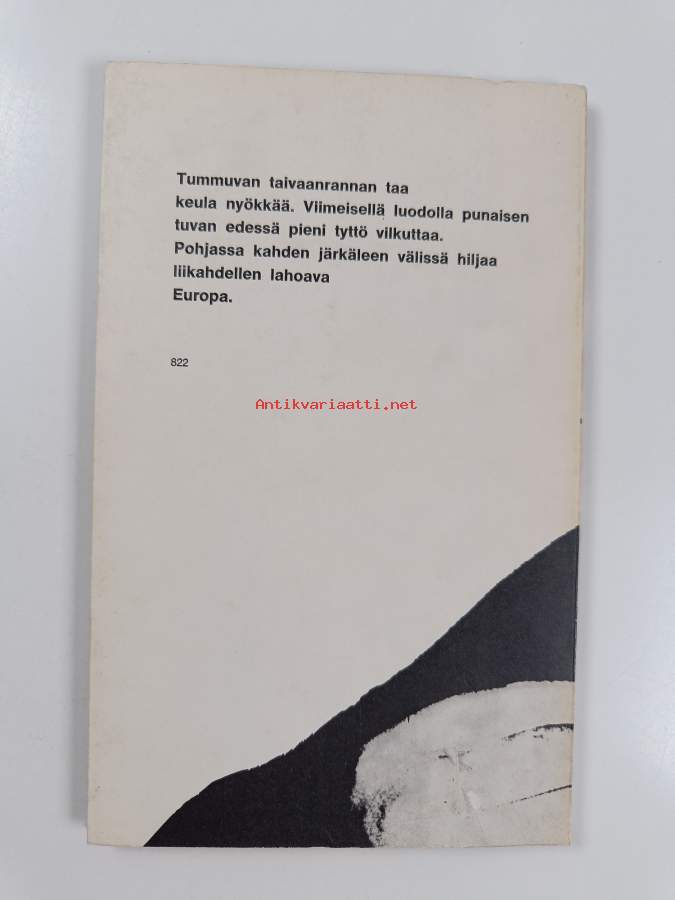 Tummuvan taivaanrannan taa
keula nyökkää. Viimeisellä luodolla punaisen
tuvan edessä pieni tyttö vilkuttaa.
Pohjassa kahden järkäleen välissä hiljaa
liikahdellen lahoava
Europa.
822
Antikvariaatti.net